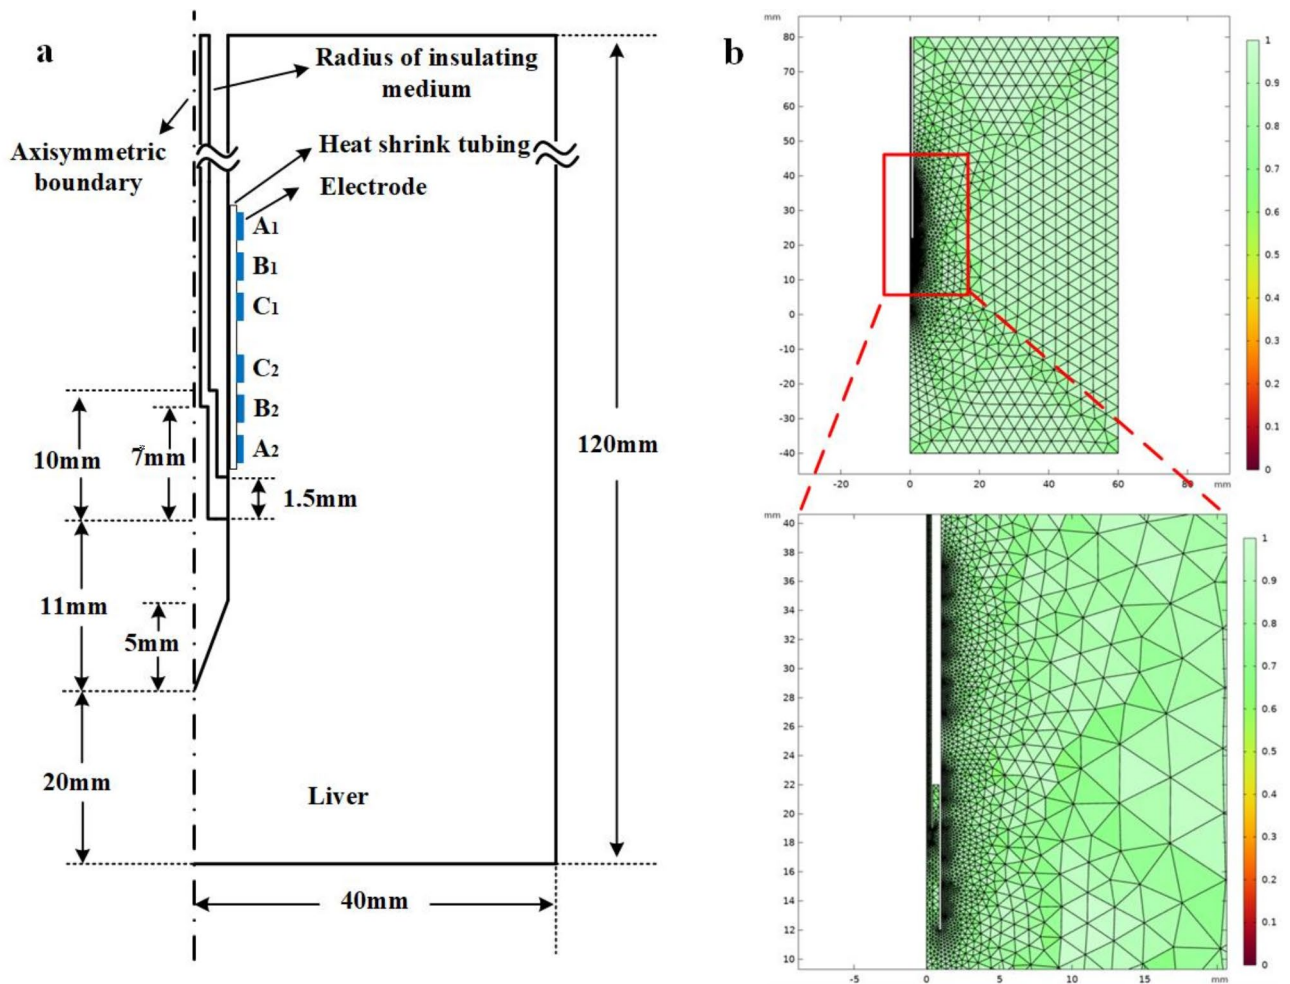 a
Radius of insulating
medium
Axisymmetric
boundary
Heat shrink tubing
Electrode
A1
B1
C1
C2
B2
A2
10mm
7mm
1.5mm
120mm
11mm
5mm
20mm
Liver
40mm
b
mm
80
70
60
50
40
30
20
10
0
-10
-20
-30
-40
-20
0
20
40
60
80
mm
1
0.9
0.8
0.7
0.6
0.5
0.4
0.3
0.2
0.1
0
mm
40
38
36
34
32
30
28
26
24
22
20
18
16
14
12
10
-5
0
5
10
15
mm
1
0.9
0.8
0.7
0.6
0.5
0.4
0.3
0.2
0.1
0